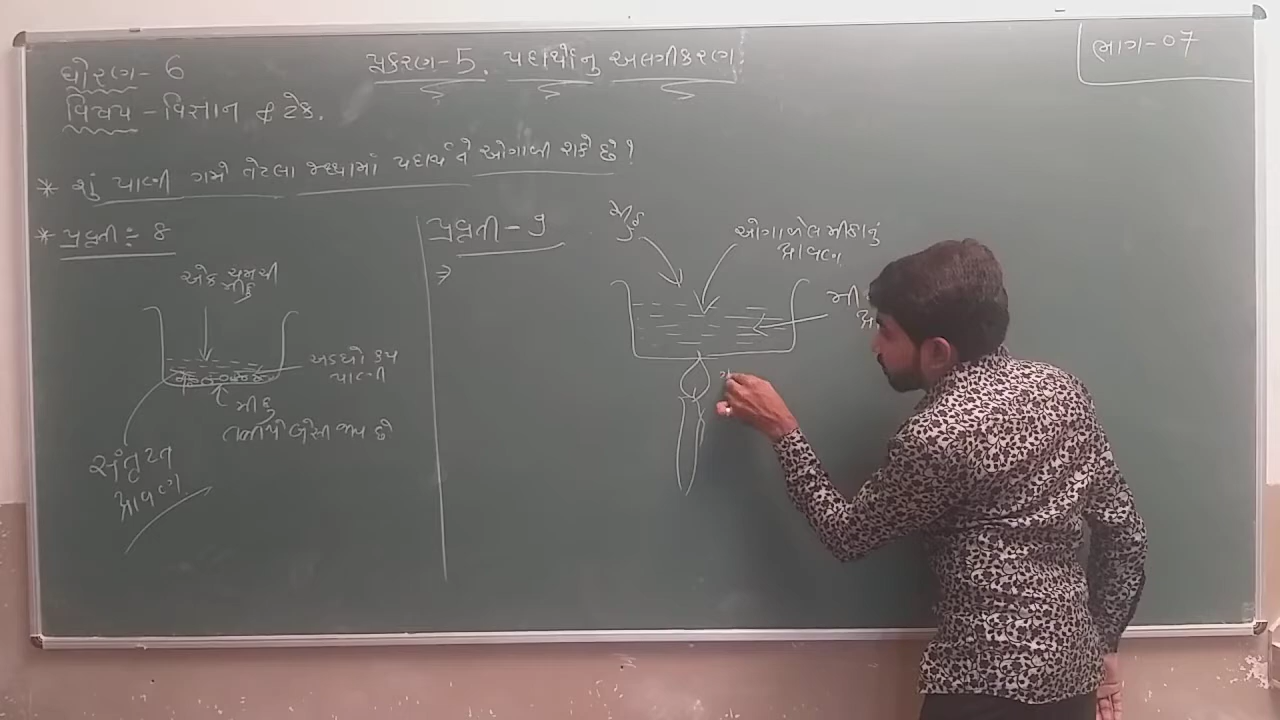 ધોરણ - 6
પ્રકરણ - 5. પદાર્થોનુ અલગીકરણ.
ભાગ - 07
વિષય - વિજ્ઞાન & ટેક.
* શું પાણી ગમે તેટલા જથ્થામાં પદાર્થ ને ઓગાળી શકે છે ?
* પ્રવૃતી :- 8
એક ચમચી
મીઠું
અડધો કપ
પાણી
મીઠુ
તળીયે બેસી જાય છે
સંતૃપ્ત
દ્રાવણ
પ્રવૃતી - 9
⇒
મીઠુ
ઓગાળેલ મીઠાનું
દ્રાવણ
મી
દ્રા